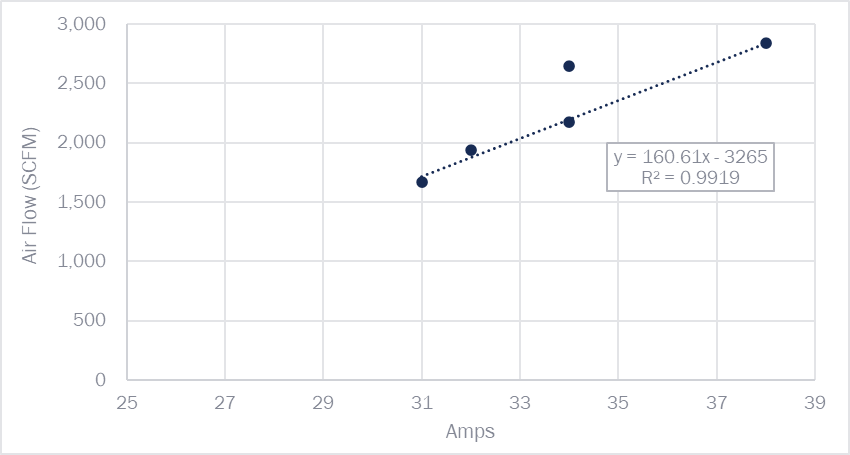 3,000
2,500
2,000
1,500
1,000
500
0
Air Flow (SCFM)
y = 160.61x - 3265
R² = 0.9919
25 27 29 31 33 35 37 39
Amps